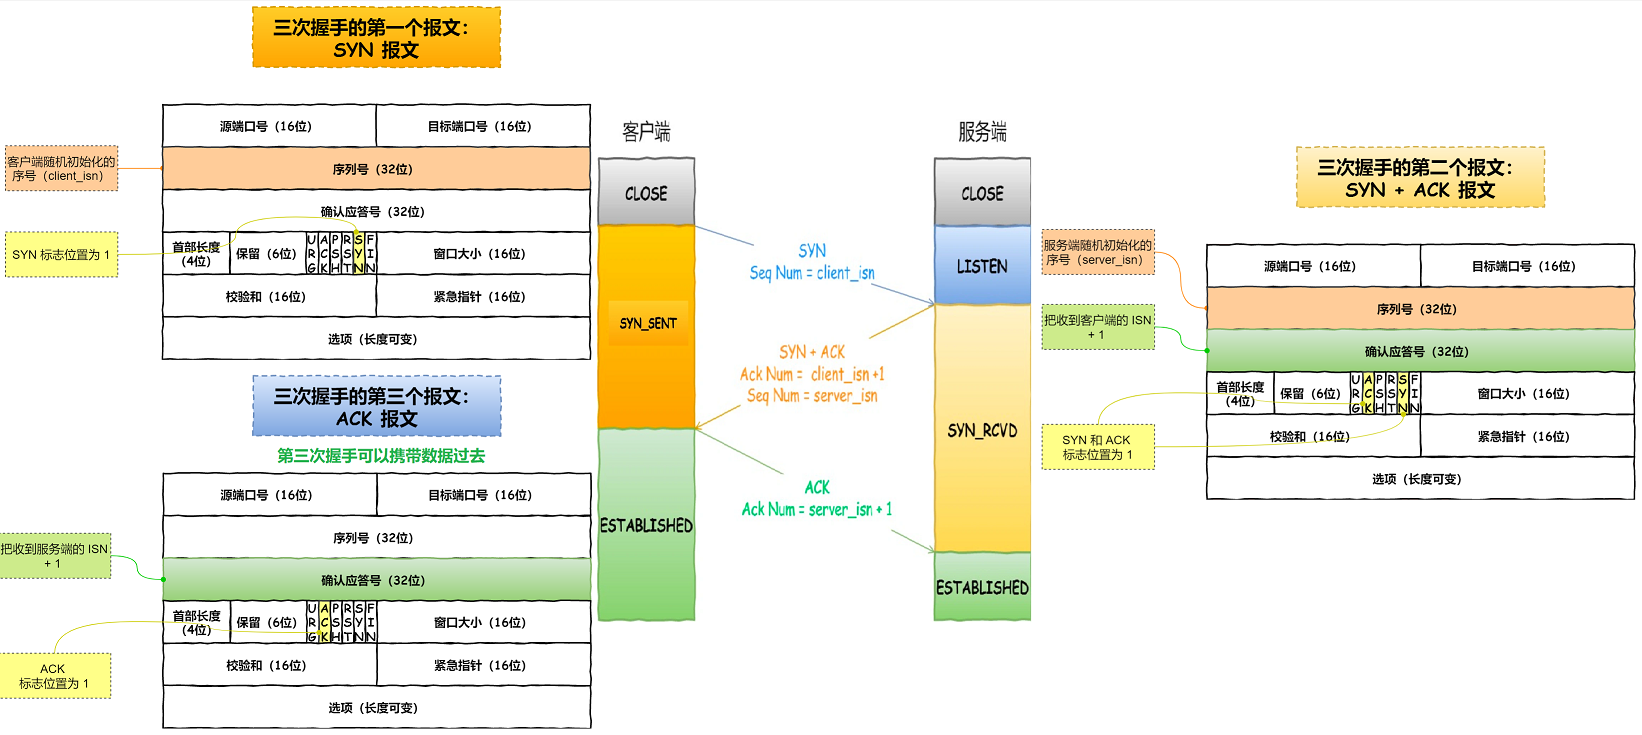 三次握手的第一个报文:
SYN 报文
源端口号（16位）
目标端口号（16位）
客户端随机初始化的
序号（client_isn）
序列号（32位）
确认应答号（32位）
SYN 标志位置为 1
首部长度
(4位)
保留（6位）
URG
ACK
PSH
RST
SYN
FIN
窗口大小（16位）
校验和（16位）
紧急指针（16位）
选项（长度可变）
三次握手的第三个报文:
ACK 报文
第三次握手可以携带数据过去
源端口号（16位）
目标端口号（16位）
序列号（32位）
把收到服务端的 ISN
+ 1
确认应答号（32位）
首部长度
(4位)
保留（6位）
URG
ACK
PSH
RST
SYN
FIN
窗口大小（16位）
ACK
标志位置为 1
校验和（16位）
紧急指针（16位）
选项（长度可变）
客户端
服务端
CLOSE
CLOSE
SYN
Seq Num = client_isn
LISTEN
SYN_SENT
SYN + ACK
Ack Num = client_isn +1
Seq Num = server_isn
SYN_RCVD
ACK
Ack Num = server_isn + 1
ESTABLISHED
ESTABLISHED
三次握手的第二个报文:
SYN + ACK 报文
服务端随机初始化的
序号（server_isn）
源端口号（16位）
目标端口号（16位）
序列号（32位）
把收到客户端的 ISN
+ 1
确认应答号（32位）
首部长度
(4位)
保留（6位）
URG
ACK
PSH
RST
SYN
FIN
窗口大小（16位）
SYN 和 ACK
标志位置为 1
校验和（16位）
紧急指针（16位）
选项（长度可变）